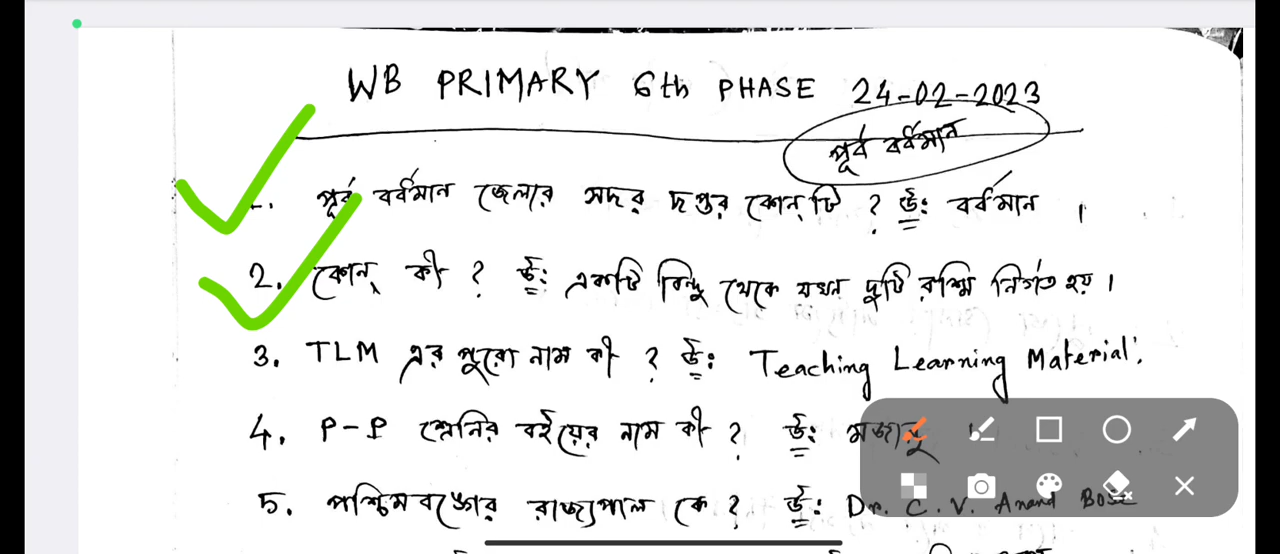 WB PRIMARY 6th PHASE 24-02-2023
পূর্ব বর্ধমান
1. পূর্ব বর্ধমান জেলার সদর দপ্তর কোন্‌টি ? উঃ বর্ধমান ।
2. কোন্ কী ? উঃ একটি বিন্দু থেকে যখন দুটি রশ্মি নির্গত হয় ।
3. TLM এর পুরো নাম কী ? উঃ Teaching Learning Material.
4. P-P শ্রেনির বইয়ের নাম কী ? উঃ মজারু
5. পশ্চিমবঙ্গের রাজ্যপাল কে ? উঃ Dr. C. V. Anand Bose